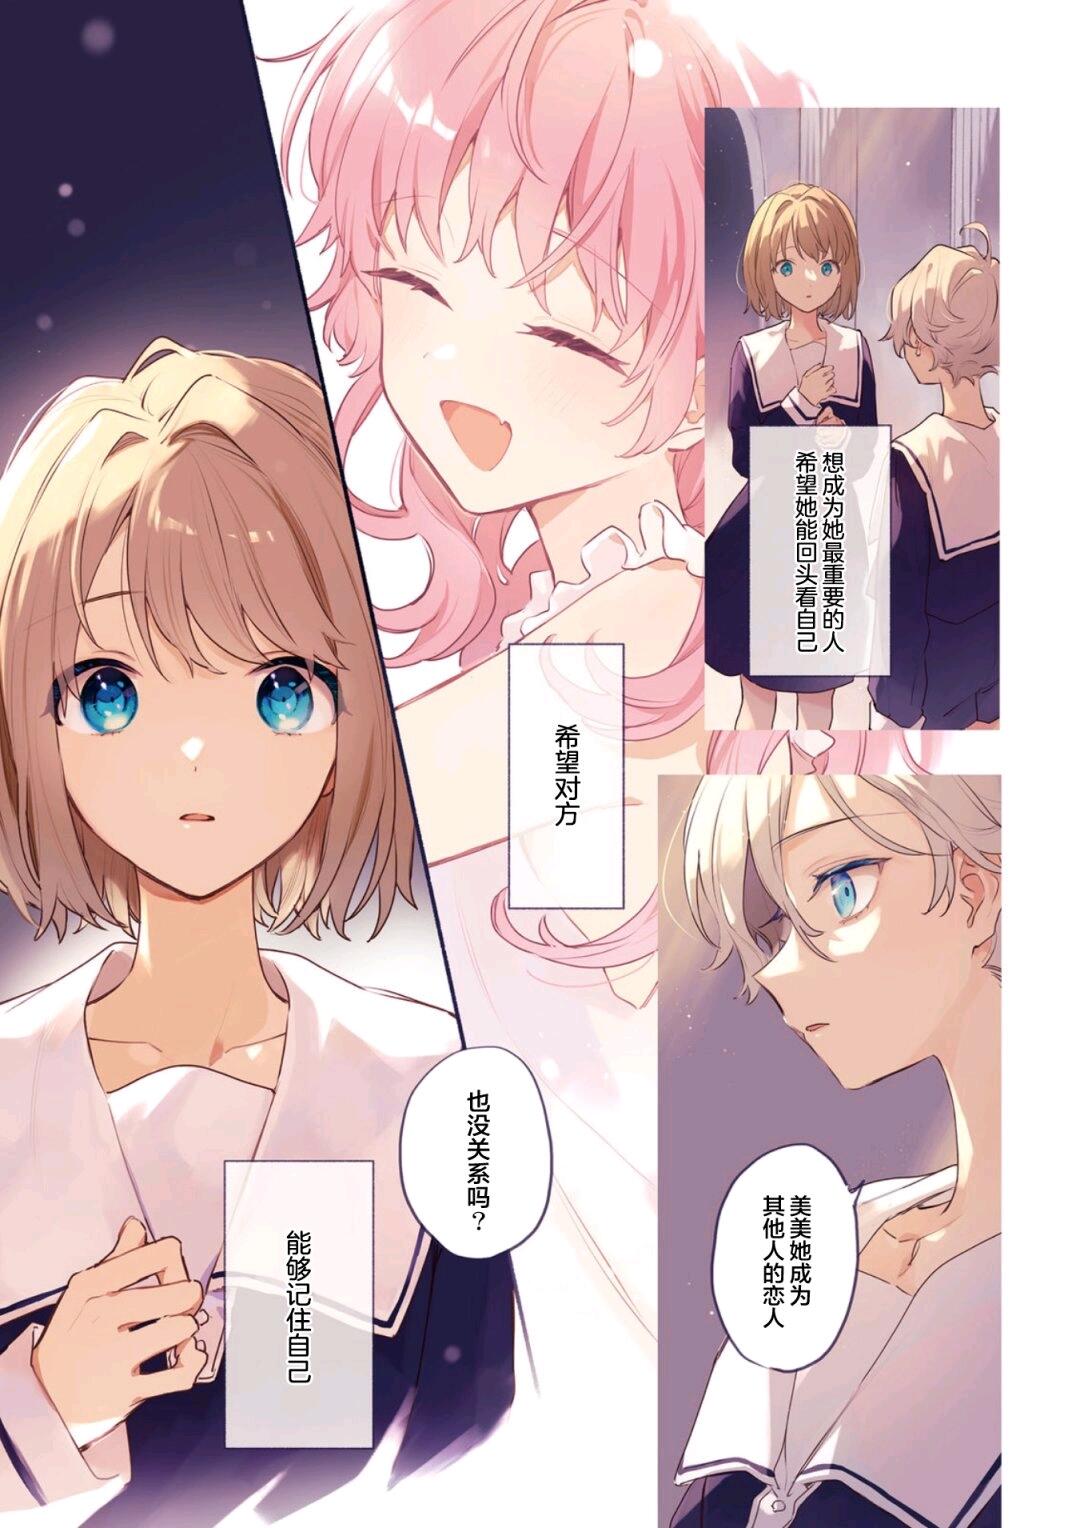 想成为她最重要的人
希望她能回头看自己
美美她成为
其他人的恋人
也没关系吗？
希望对方
能够记住自己